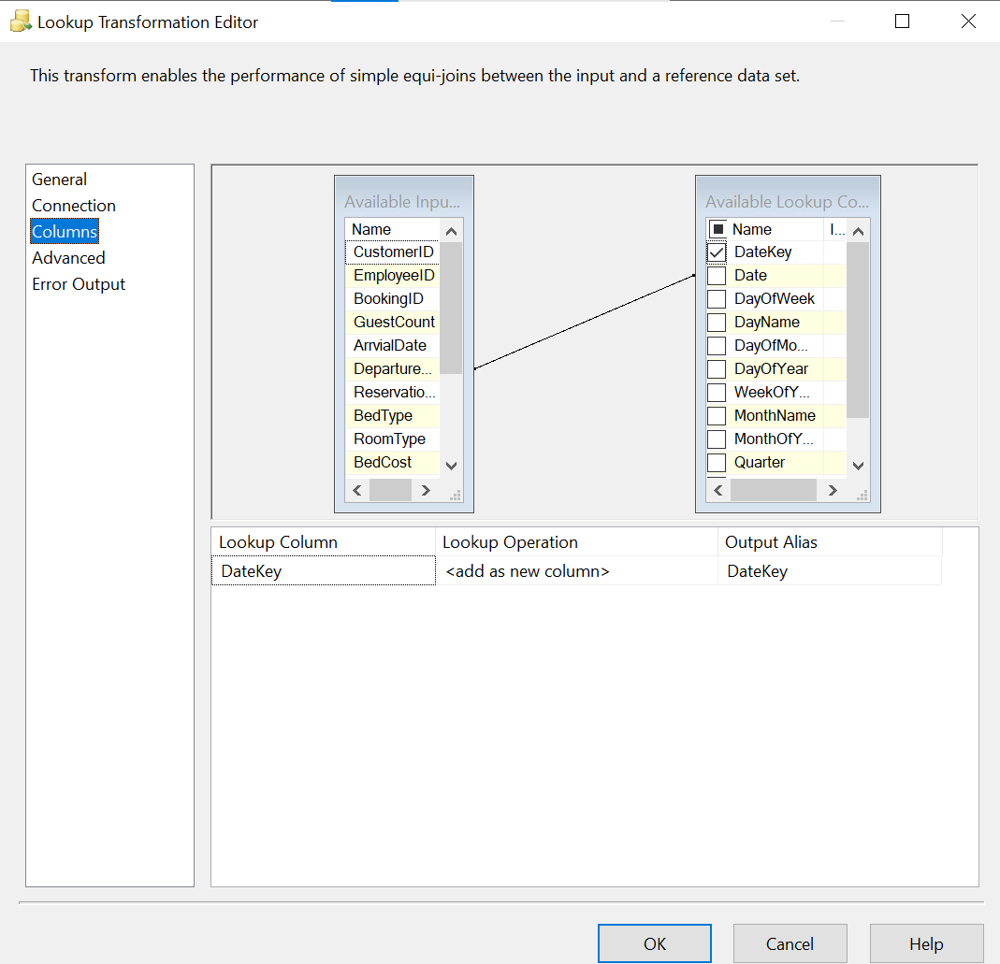 Lookup Transformation Editor
This transform enables the performance of simple equi-joins between the input and a reference data set.
General
Connection
Columns
Advanced
Error Output
Available Inpu...
Name
CustomerID
EmployeeID
BookingID
GuestCount
ArrvialDate
Departure...
Reservatio...
BedType
RoomType
BedCost
Available Lookup Co...
Name I...
DateKey
Date
DayOfWeek
DayName
DayOfMo...
DayOfYear
WeekOfY...
MonthName
MonthOfY...
Quarter
Lookup Column Lookup Operation Output Alias
DateKey <add as new column> DateKey
OK Cancel Help